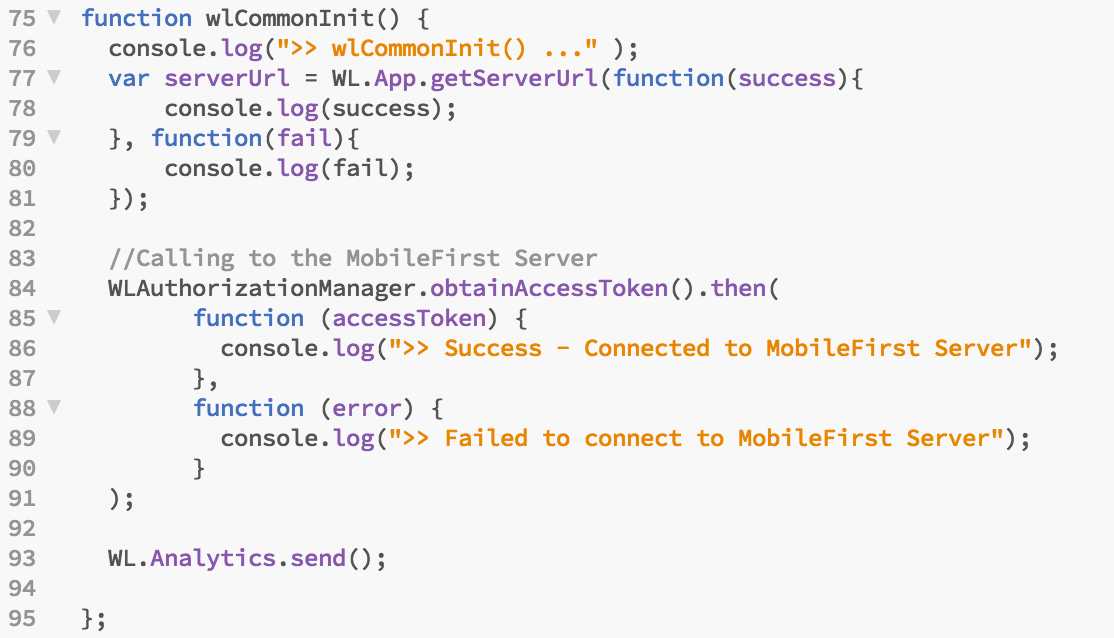 75 ▼ function wlCommonInit() {
76 console.log(">> wlCommonInit() ..." );
77 ▼ var serverUrl = WL.App.getServerUrl(function(success){
78 console.log(success);
79 ▼ }, function(fail){
80 console.log(fail);
81 });
82
83 //Calling to the MobileFirst Server
84 WLAuthorizationManager.obtainAccessToken().then(
85 ▼ function (accessToken) {
86 console.log(">> Success - Connected to MobileFirst Server");
87 },
88 ▼ function (error) {
89 console.log(">> Failed to connect to MobileFirst Server");
90 }
91 );
92
93 WL.Analytics.send();
94
95 };